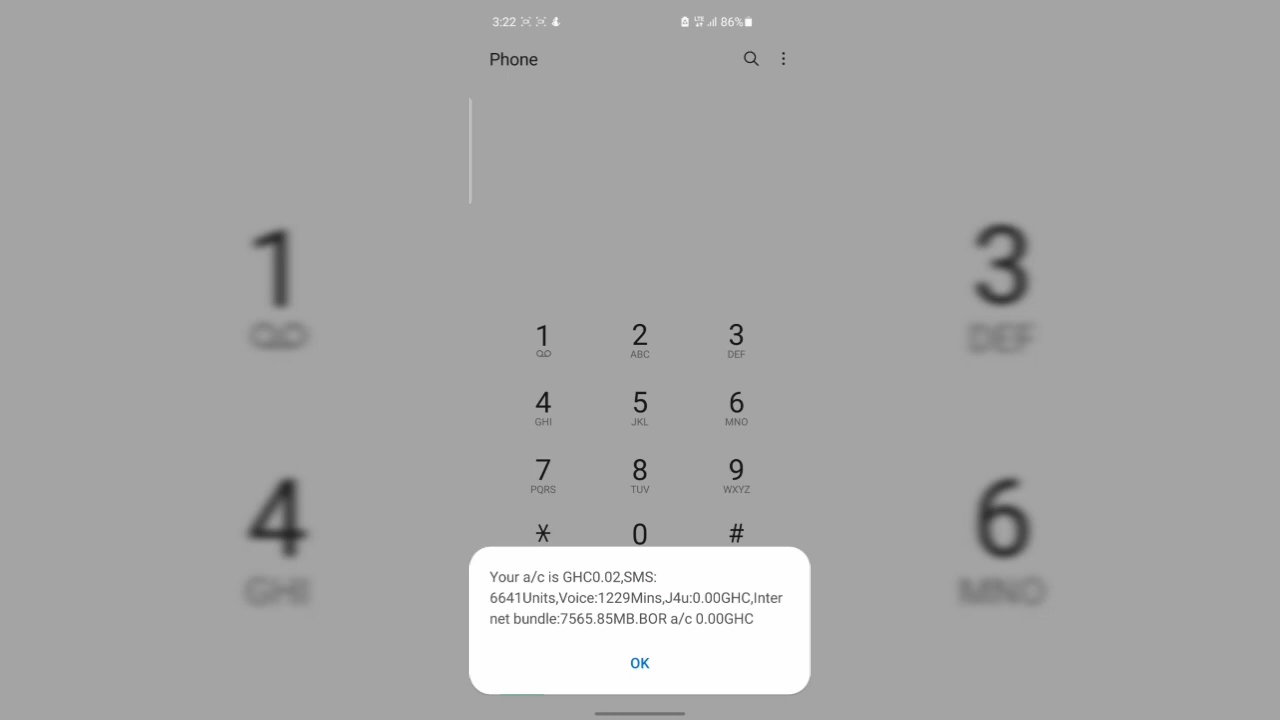 3:22 LTE 86%
Phone
1 2 3
ABC DEF
4 5 6
GHI JKL MNO
7 8 9
PQRS TUV WXYZ
* 0 #
Your a/c is GHC0.02,SMS:
6641Units,Voice:1229Mins,J4u:0.00GHC,Inter
net bundle:7565.85MB.BOR a/c 0.00GHC
OK
1
3
DEF
4
GHI
6
MNO